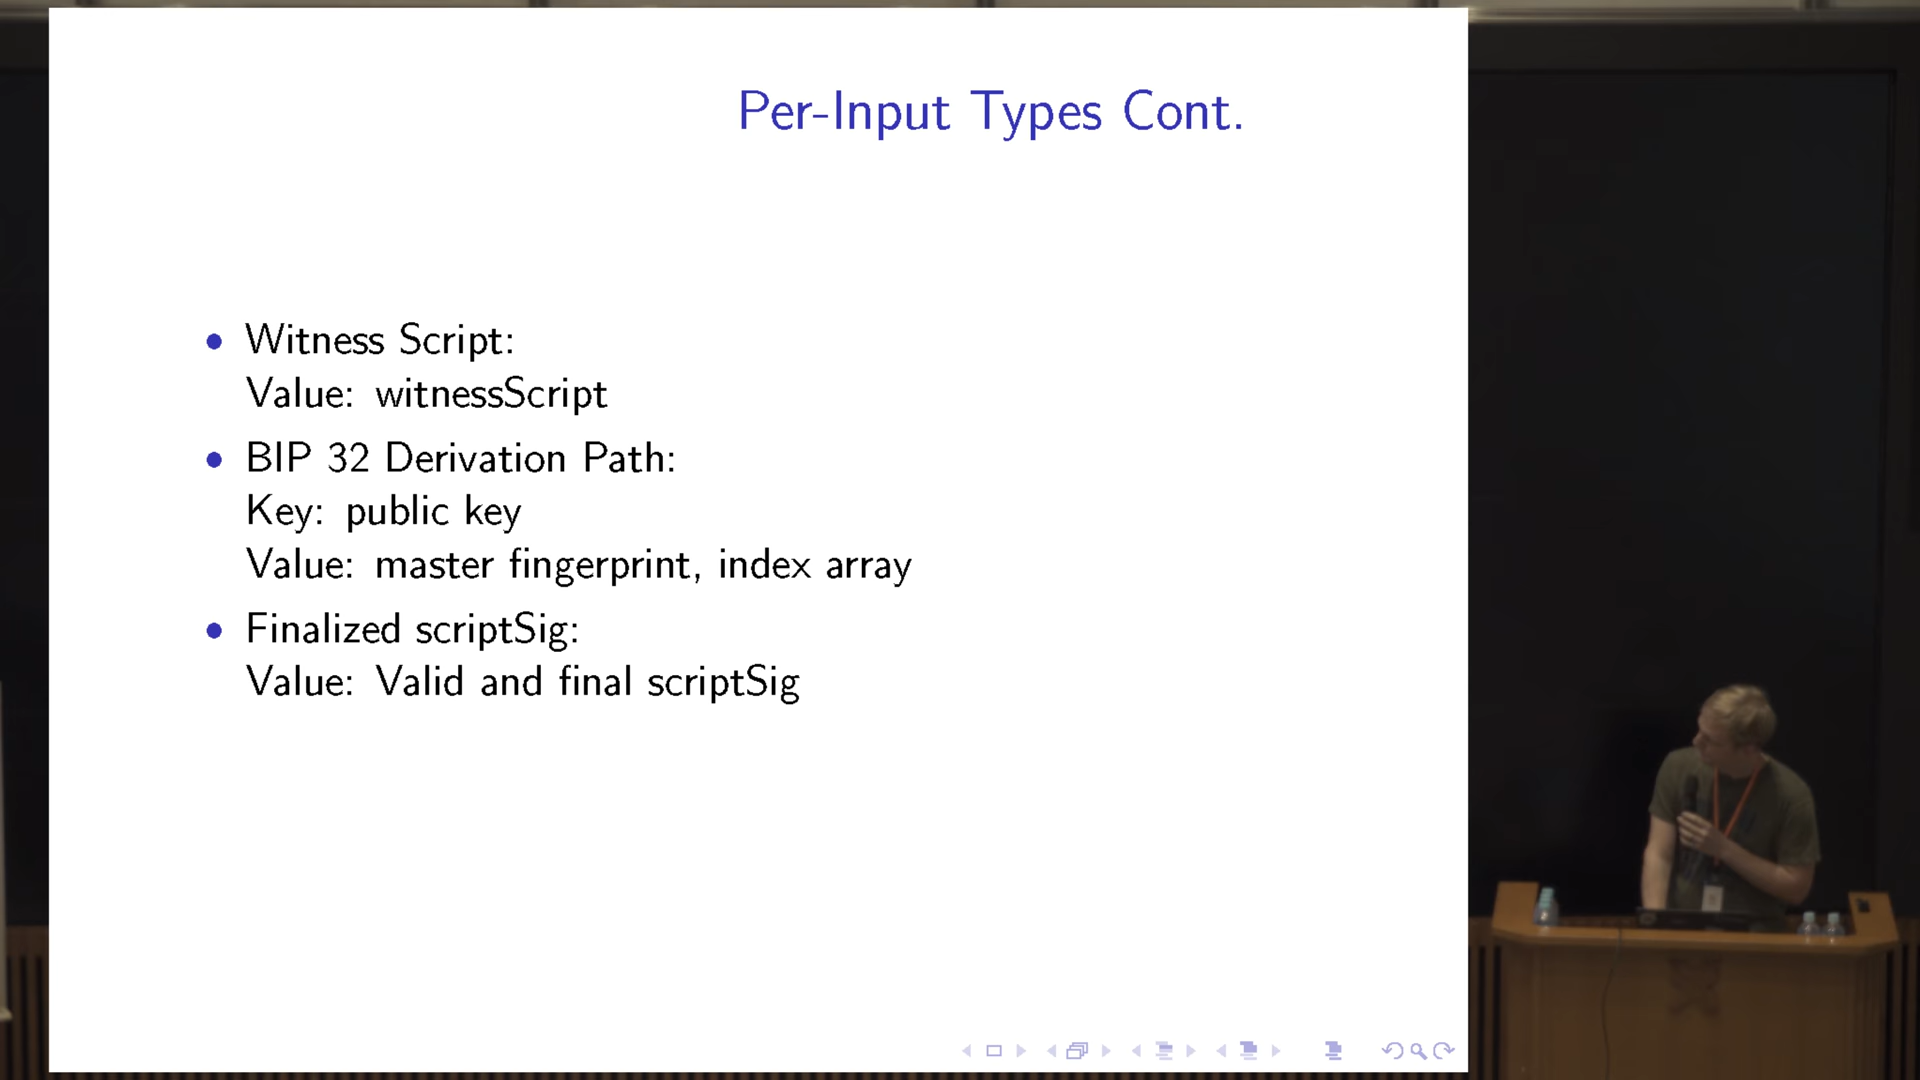 Per-Input Types Cont.
Witness Script:
Value: witnessScript
BIP 32 Derivation Path:
Key: public key
Value: master fingerprint, index array
Finalized scriptSig:
Value: Valid and final scriptSig